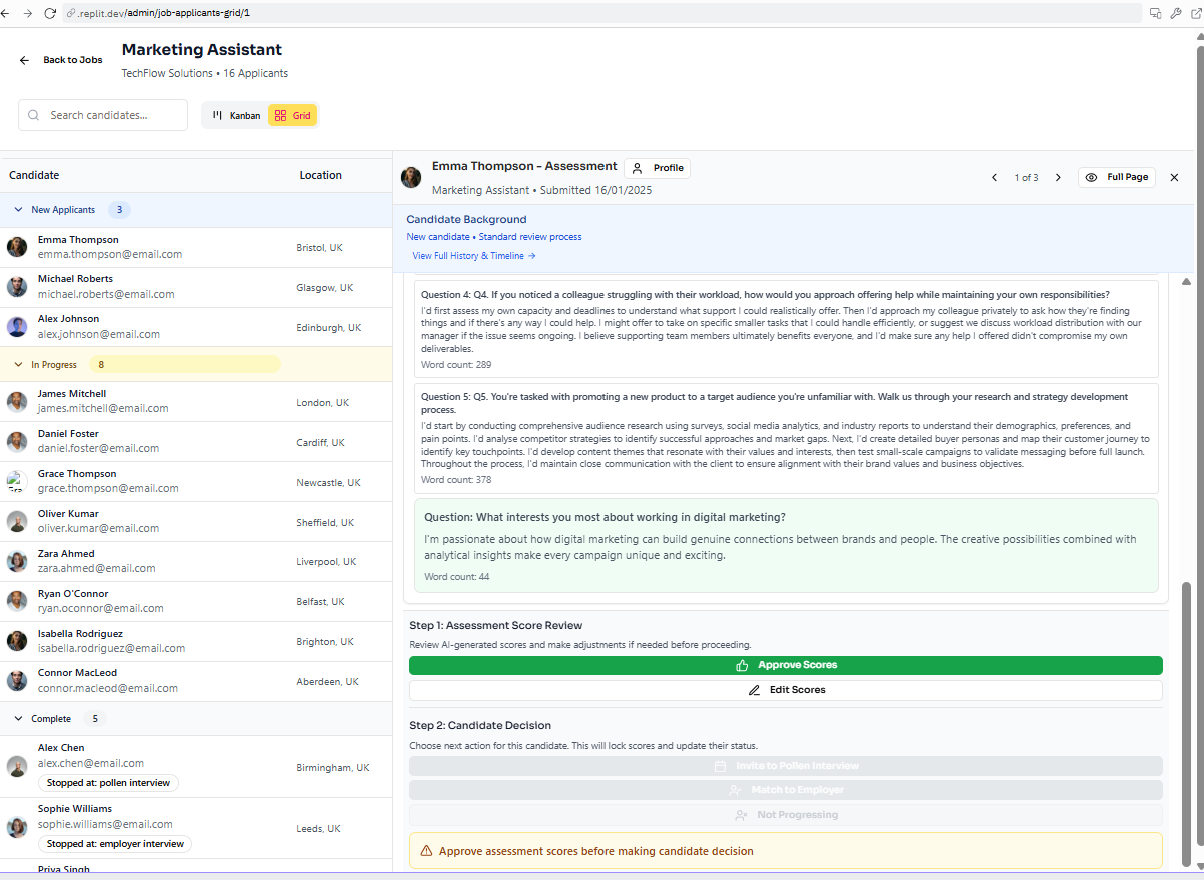 .replit.dev/admin/job-applicants-grid/1
Back to Jobs
Marketing Assistant
TechFlow Solutions • 16 Applicants
Search candidates...
Kanban
Grid
Candidate
Location
New Applicants
3
Emma Thompson
emma.thompson@email.com
Bristol, UK
Michael Roberts
michael.roberts@email.com
Glasgow, UK
Alex Johnson
alex.johnson@email.com
Edinburgh, UK
In Progress
8
James Mitchell
james.mitchell@email.com
London, UK
Daniel Foster
daniel.foster@email.com
Cardiff, UK
Grace Thompson
grace.thompson@email.com
Newcastle, UK
Oliver Kumar
oliver.kumar@email.com
Sheffield, UK
Zara Ahmed
zara.ahmed@email.com
Liverpool, UK
Ryan O'Connor
ryan.oconnor@email.com
Belfast, UK
Isabella Rodriguez
isabella.rodriguez@email.com
Brighton, UK
Connor MacLeod
connor.macleod@email.com
Aberdeen, UK
Complete
5
Alex Chen
alex.chen@email.com
Stopped at: pollen interview
Birmingham, UK
Sophie Williams
sophie.williams@email.com
Stopped at: employer interview
Leeds, UK
Priya Singh
Emma Thompson - Assessment
Profile
Marketing Assistant • Submitted 16/01/2025
1 of 3
Full Page
Candidate Background
New candidate • Standard review process
View Full History & Timeline →
Question 4: Q4. If you noticed a colleague struggling with their workload, how would you approach offering help while maintaining your own responsibilities?
I'd first assess my own capacity and deadlines to understand what support I could realistically offer. Then I'd approach my colleague privately to ask how they're finding
things and if there's any way I could help. I might offer to take on specific smaller tasks that I could handle efficiently, or suggest we discuss workload distribution with our
manager if the issue seems ongoing. I believe supporting team members ultimately benefits everyone, and I'd make sure any help I offered didn't compromise my own
deliverables.
Word count: 289
Question 5: Q5. You're tasked with promoting a new product to a target audience you're unfamiliar with. Walk us through your research and strategy development
process.
I'd start by conducting comprehensive audience research using surveys, social media analytics, and industry reports to understand their demographics, preferences, and
pain points. I'd analyse competitor strategies to identify successful approaches and market gaps. Next, I'd create detailed buyer personas and map their customer journey to
identify key touchpoints. I'd develop content themes that resonate with their values and interests, then test small-scale campaigns to validate messaging before full launch.
Throughout the process, I'd maintain close communication with the client to ensure alignment with their brand values and business objectives.
Word count: 378
Question: What interests you most about working in digital marketing?
I'm passionate about how digital marketing can build genuine connections between brands and people. The creative possibilities combined with
analytical insights make every campaign unique and exciting.
Word count: 44
Step 1: Assessment Score Review
Review AI-generated scores and make adjustments if needed before proceeding.
Approve Scores
Edit Scores
Step 2: Candidate Decision
Choose next action for this candidate. This will lock scores and update their status.
Invite to Pollen Interview
Match to Employer
Not Progressing
Approve assessment scores before making candidate decision